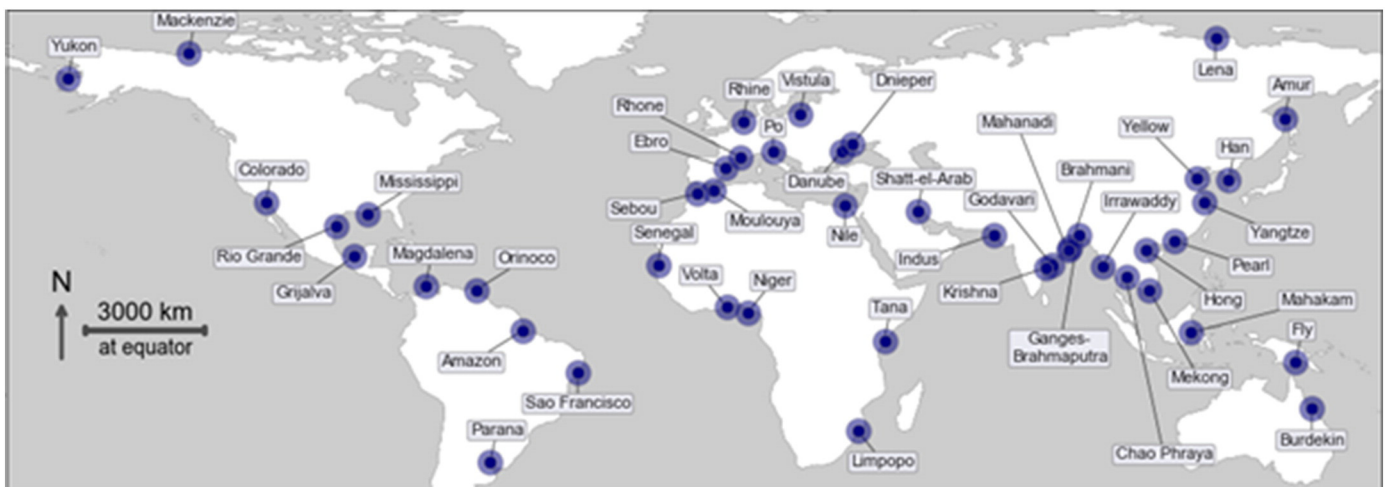 Mackenzie
Yukon
Lena
Rhine
Vistula
Dnieper
Amur
Rhone
Po
Mahanadi
Yellow
Ebro
Han
Colorado
Mississippi
Danube
Shatt-el-Arab
Brahmani
Godavari
Irrawaddy
Sebou
Moulouya
Senegal
Nile
Yangtze
Rio Grande
Magdalena
Orinoco
Indus
Pearl
Grijalva
Volta
Niger
Krishna
Hong
Mahakam
N
3000 km
at equator
Tana
Fly
Ganges-
Brahmaputra
Amazon
Mekong
Sao Francisco
Parana
Burdekin
Chao Phraya
Limpopo